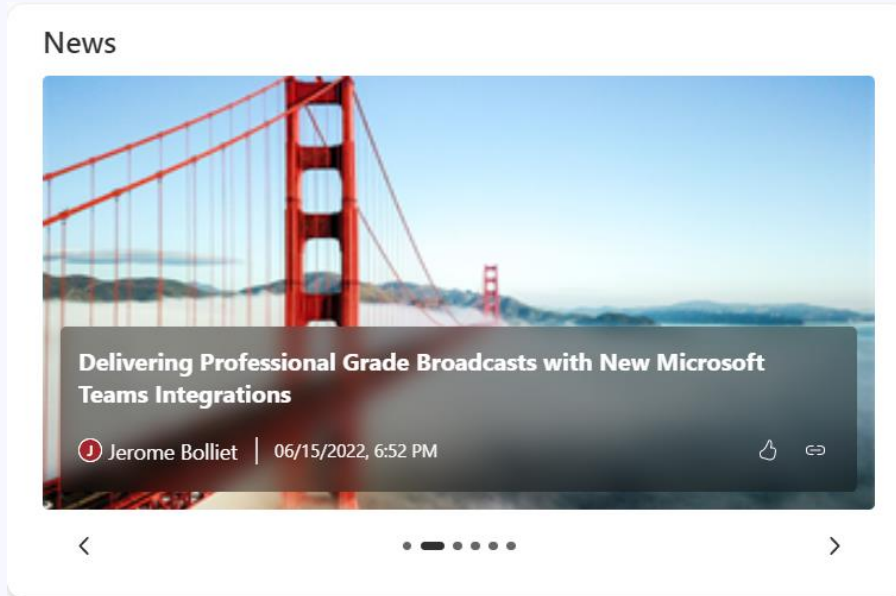 News
Delivering Professional Grade Broadcasts with New Microsoft
Teams Integrations
J Jerome Bolliet | 06/15/2022, 6:52 PM